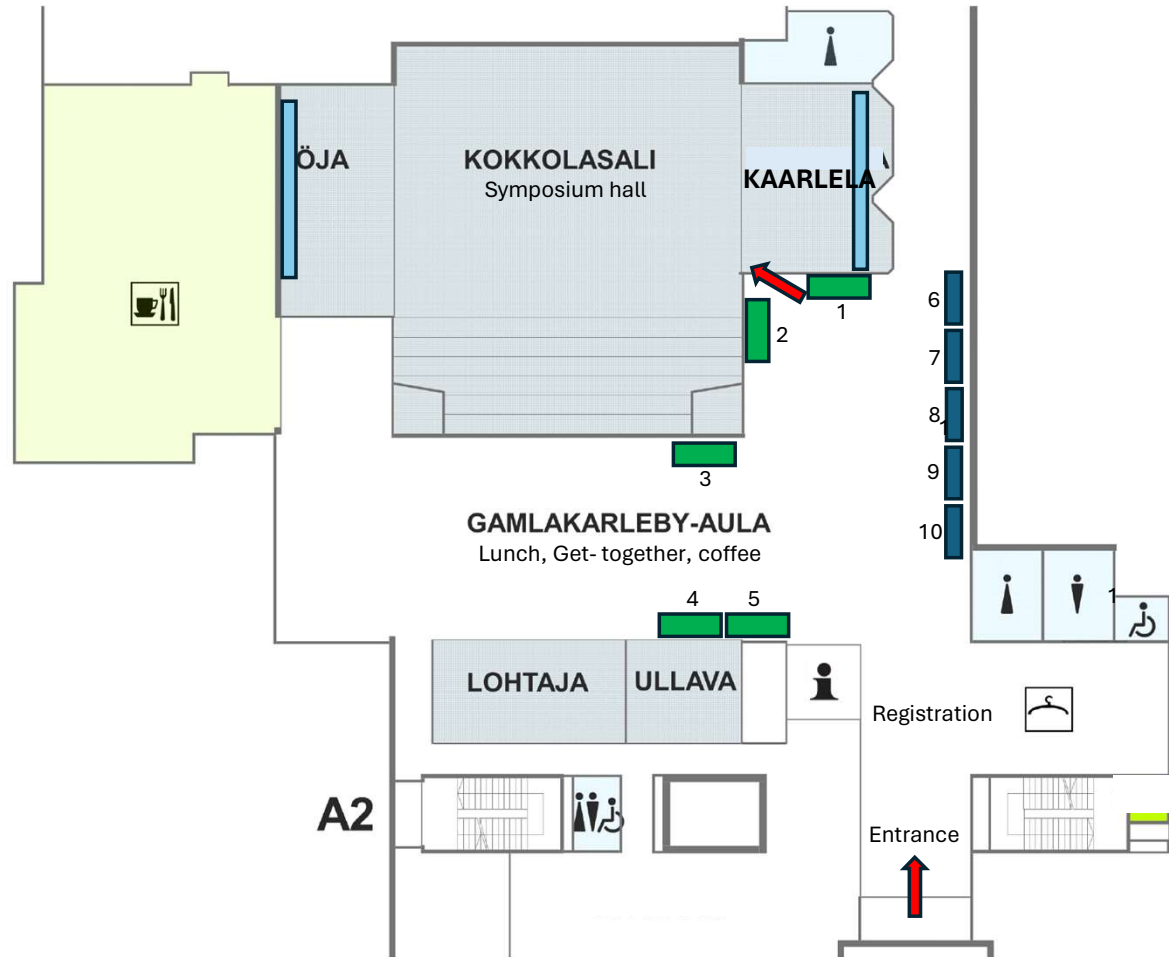 ÖJA
KOKKOLASALI
Symposium hall
KAARLELA
A
1
2
3
6
7
8
1
9
10
GAMLAKARLEBY-AULA
Lunch, Get- together, coffee
4
5
1
LOHTAJA
ULLAVA
i
Registration
A2
Entrance